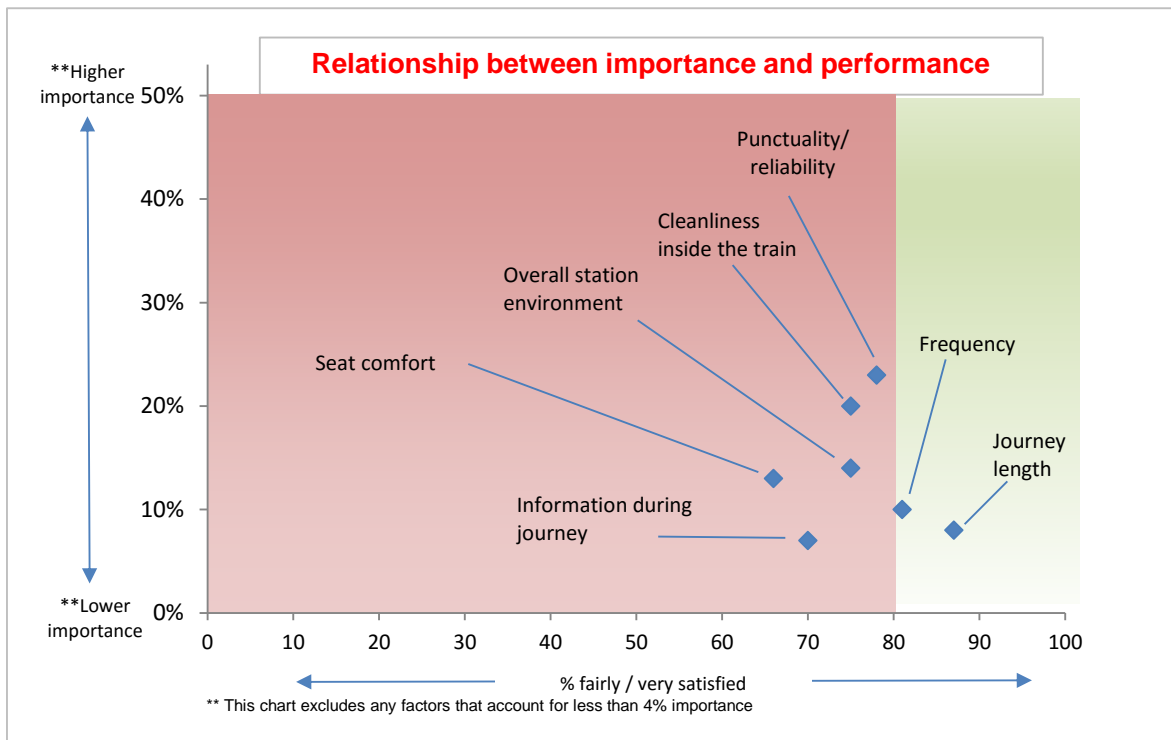 Relationship between importance and performance
**Higher
importance
50%
40%
30%
20%
10%
0%
**Lower
importance
Punctuality/
reliability
Cleanliness
inside the train
Overall station
environment
Seat comfort
Frequency
Journey
length
Information during
journey
0 10 20 30 40 50 60 70 80 90 100
% fairly / very satisfied
** This chart excludes any factors that account for less than 4% importance